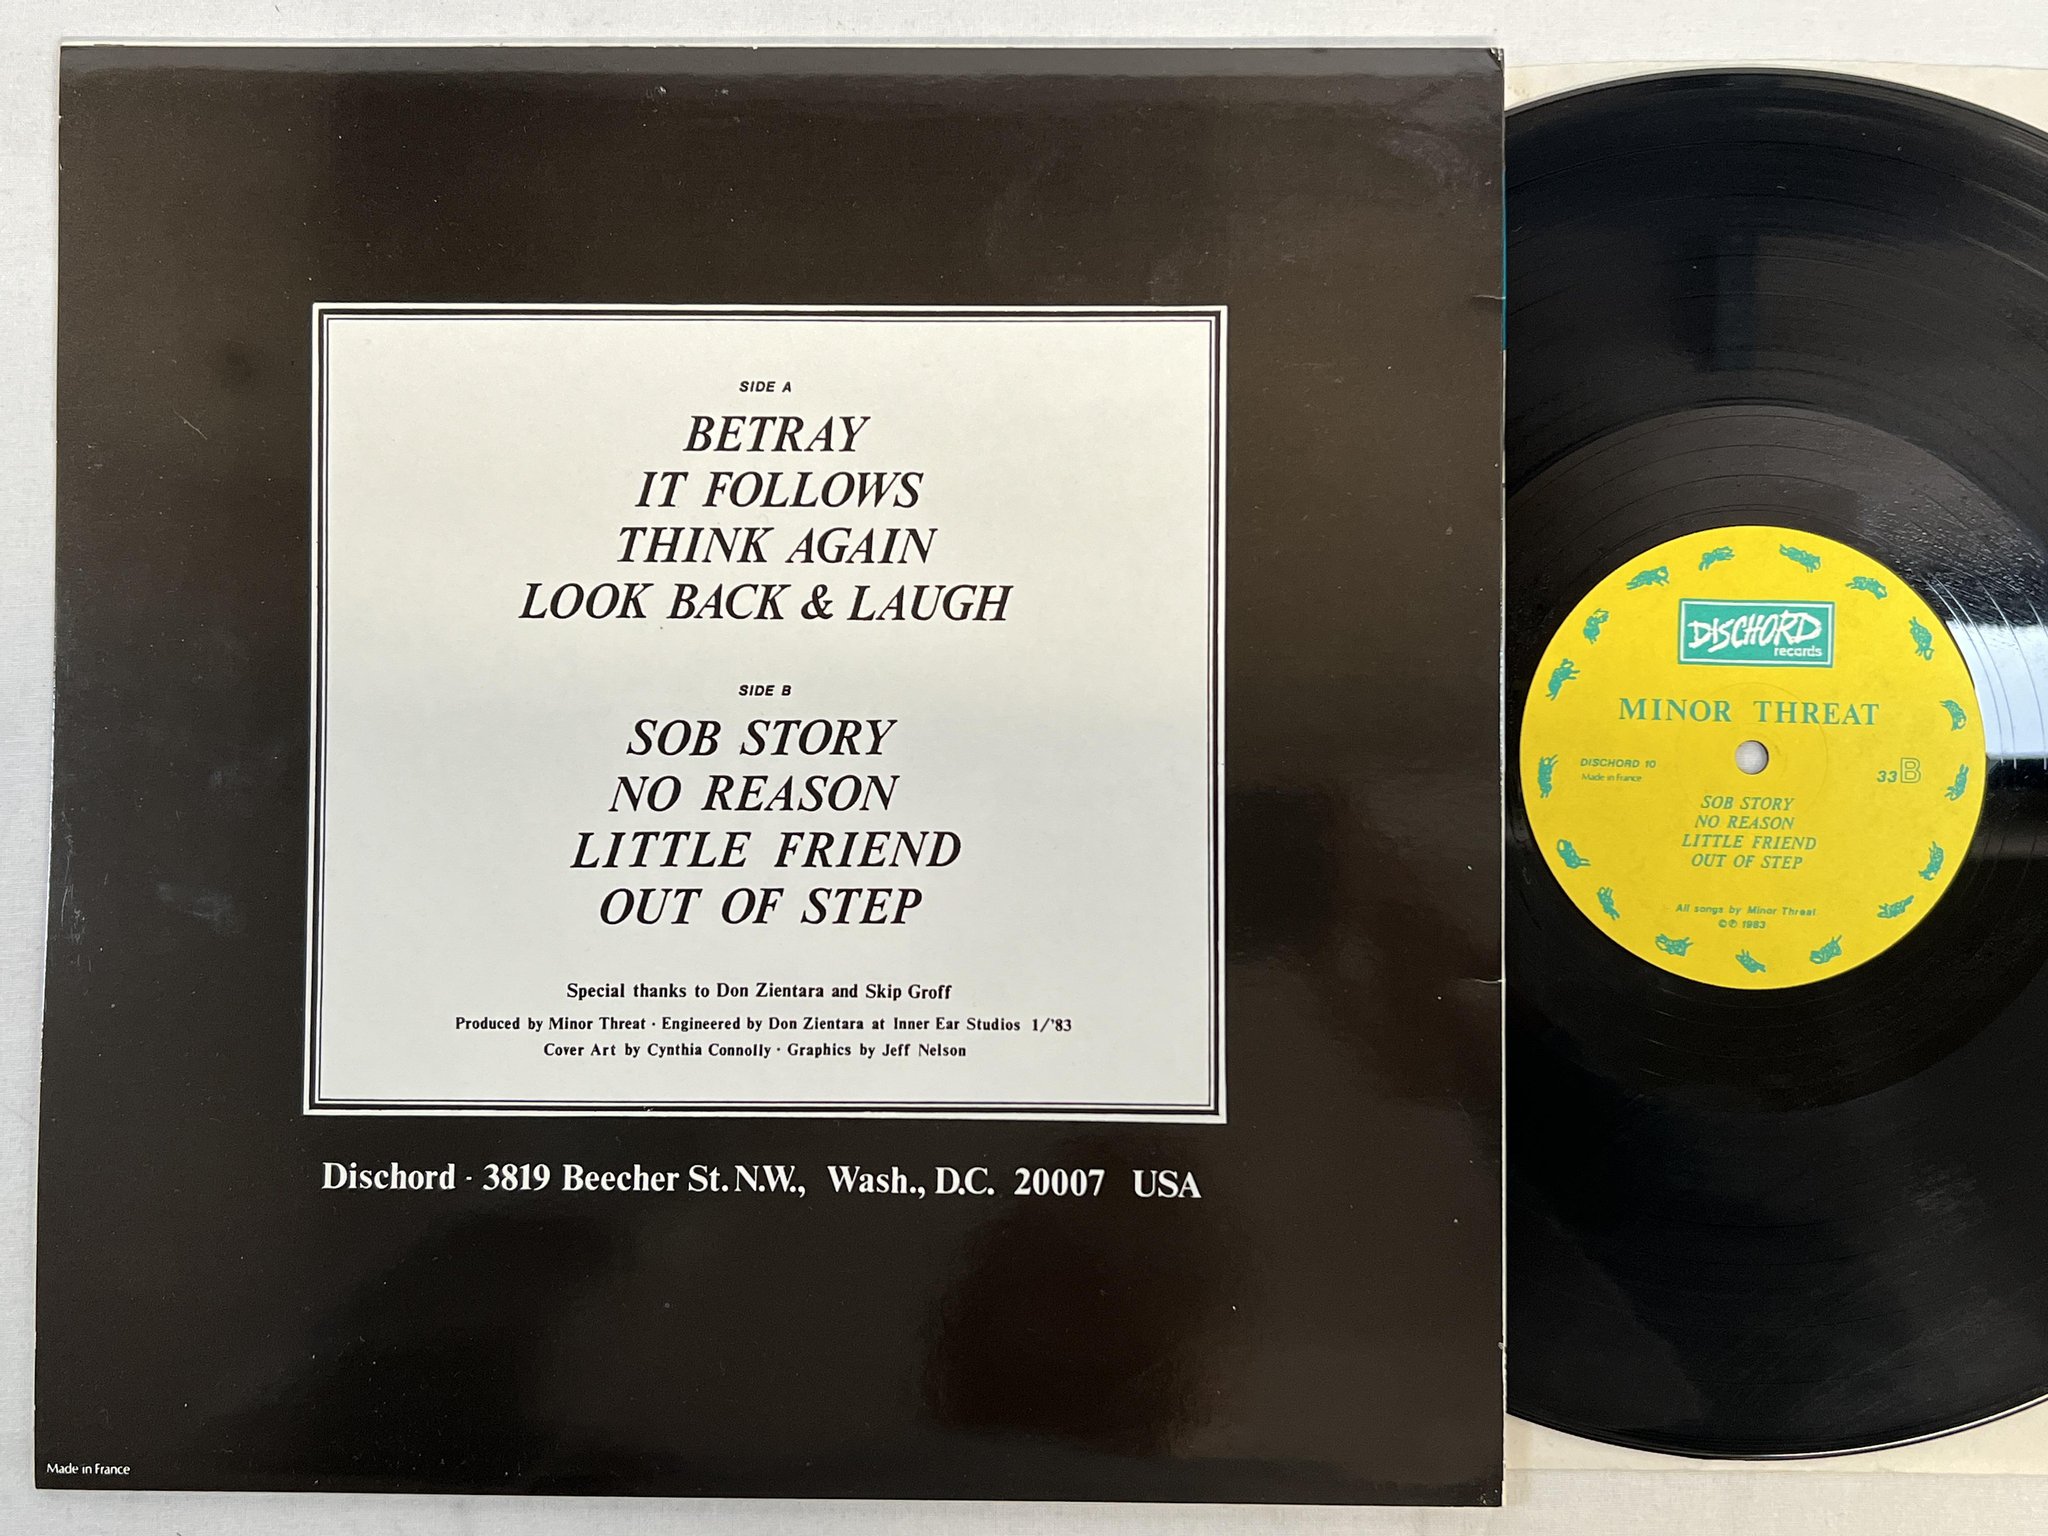 SIDE A
BETRAY
IT FOLLOWS
THINK AGAIN
LOOK BACK & LAUGH
SIDE B
SOB STORY
NO REASON
LITTLE FRIEND
OUT OF STEP
Special thanks to Don Zientara and Skip Groff
Produced by Minor Threat · Engineered by Don Zientara at Inner Ear Studios 1/'83
Cover Art by Cynthia Connolly · Graphics by Jeff Nelson
Dischord · 3819 Beecher St. N.W., Wash., D.C. 20007 USA
Made in France
DISCHORD
records
MINOR THREAT
DISCHORD 10
Made in France
33 B
SOB STORY
NO REASON
LITTLE FRIEND
OUT OF STEP
All songs by Minor Threat
©℗ 1983